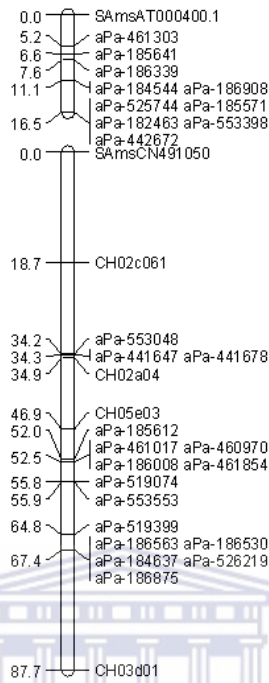 0.0 SAmsAT000400.1
5.2 aPa-461303
6.6 aPa-185641
7.6 aPa-186339
11.1 aPa-184544 aPa-186908
aPa-525744 aPa-185571
16.5 aPa-182463 aPa-553398
aPa-442672
0.0 SAmsCN491050
18.7 CH02c061
34.2 aPa-553048
34.3 aPa-441647 aPa-441678
34.9 CH02a04
46.9 CH05e03
52.0 aPa-185612
aPa-461017 aPa-460970
52.5 aPa-186008 aPa-461854
55.8 aPa-519074
55.9 aPa-553553
64.8 aPa-519399
aPa-186563 aPa-186530
67.4 aPa-184637 aPa-526219
aPa-186875
87.7 CH03d01